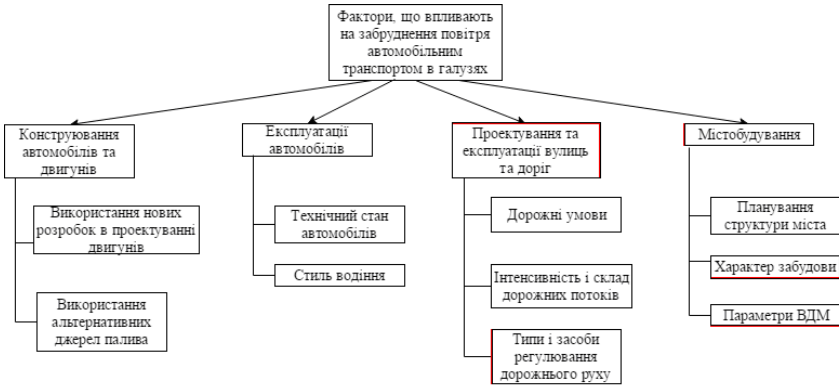 Фактори, що впливають
на забруднення повітря
автомобільним
транспортом в галузях
Конструювання
автомобілів та
двигунів
Використання нових
розробок в проектуванні
двигунів
Використання
альтернативних
джерел палива
Експлуатації
автомобілів
Технічний стан
автомобілів
Стиль водіння
Проектування та
експлуатації вулиць
та доріг
Дорожні умови
Інтенсивність і склад
дорожних потоків
Типи і засоби
регулювання
дорожнього руху
Містобудування
Планування
структури міста
Характер забудови
Параметри ВДМ